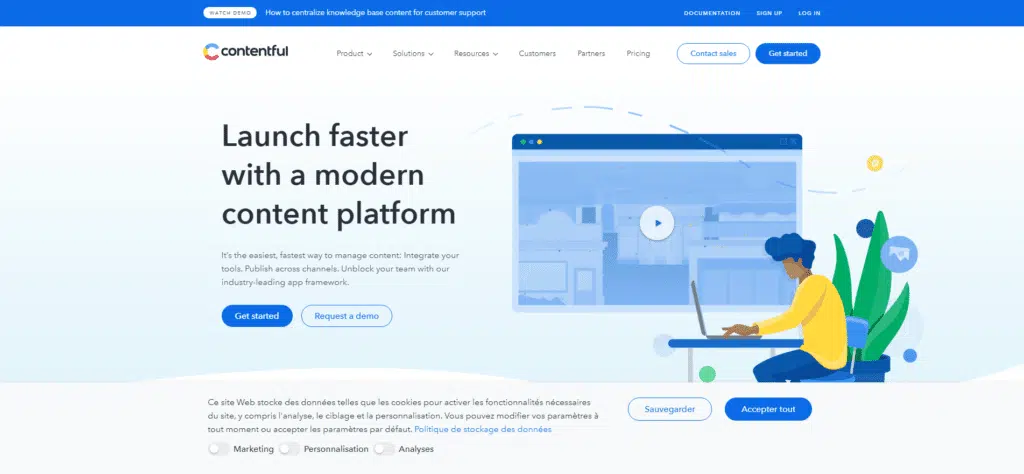 WATCH DEMO How to centralize knowledge base content for customer support DOCUMENTATION SIGN UP LOG IN
contentful Product Solutions Resources Customers Partners Pricing Contact sales Get started
Launch faster
with a modern
content platform
It's the easiest, fastest way to manage content: Integrate your
tools. Publish across channels. Unblock your team with our
industry-leading app framework.
Get started Request a demo
Ce site Web stocke des données telles que les cookies pour activer les fonctionnalités nécessaires
du site, y compris l'analyse, le ciblage et la personnalisation. Vous pouvez modifier vos paramètres à
tout moment ou accepter les paramètres par défaut. Politique de stockage des données
Sauvegarder Accepter tout
Marketing Personnalisation Analyses